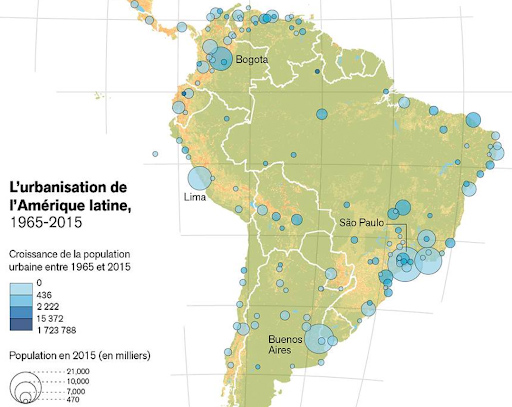 Bogota
L'urbanisation de
l'Amérique latine,
1965-2015
Lima
São Paulo
Croissance de la population
urbaine entre 1965 et 2015
0
436
2 222
15 372
1 723 788
Buenos
Aires
Population en 2015 (en milliers)
21,000
10,000
7,000
470